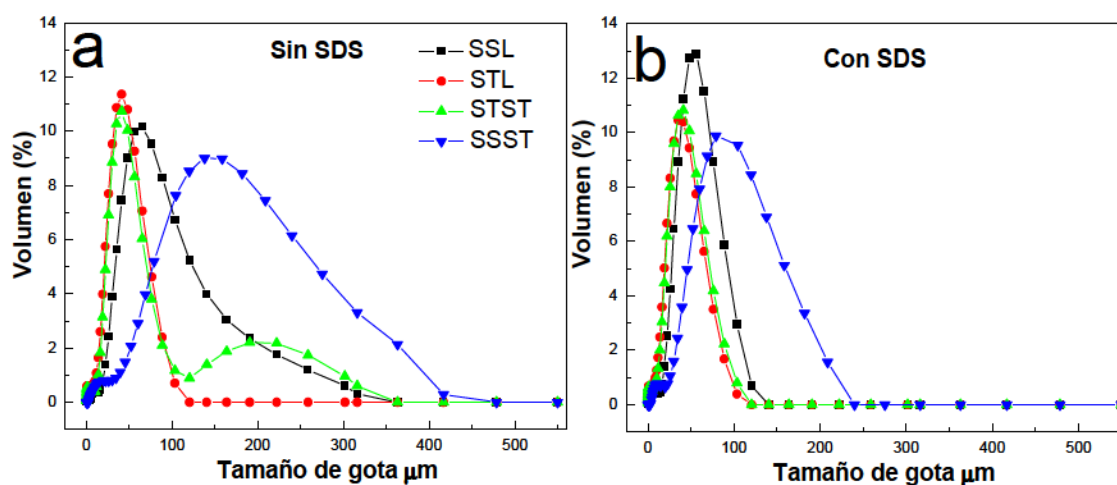 a
Sin SDS
SSL
STL
STST
SSST
Volumen (%)
14
12
10
8
6
4
2
0
0 100 200 300 400 500
Tamaño de gota μm
b
Con SDS
Volumen (%)
14
12
10
8
6
4
2
0
0 100 200 300 400 500
Tamaño de gota μm